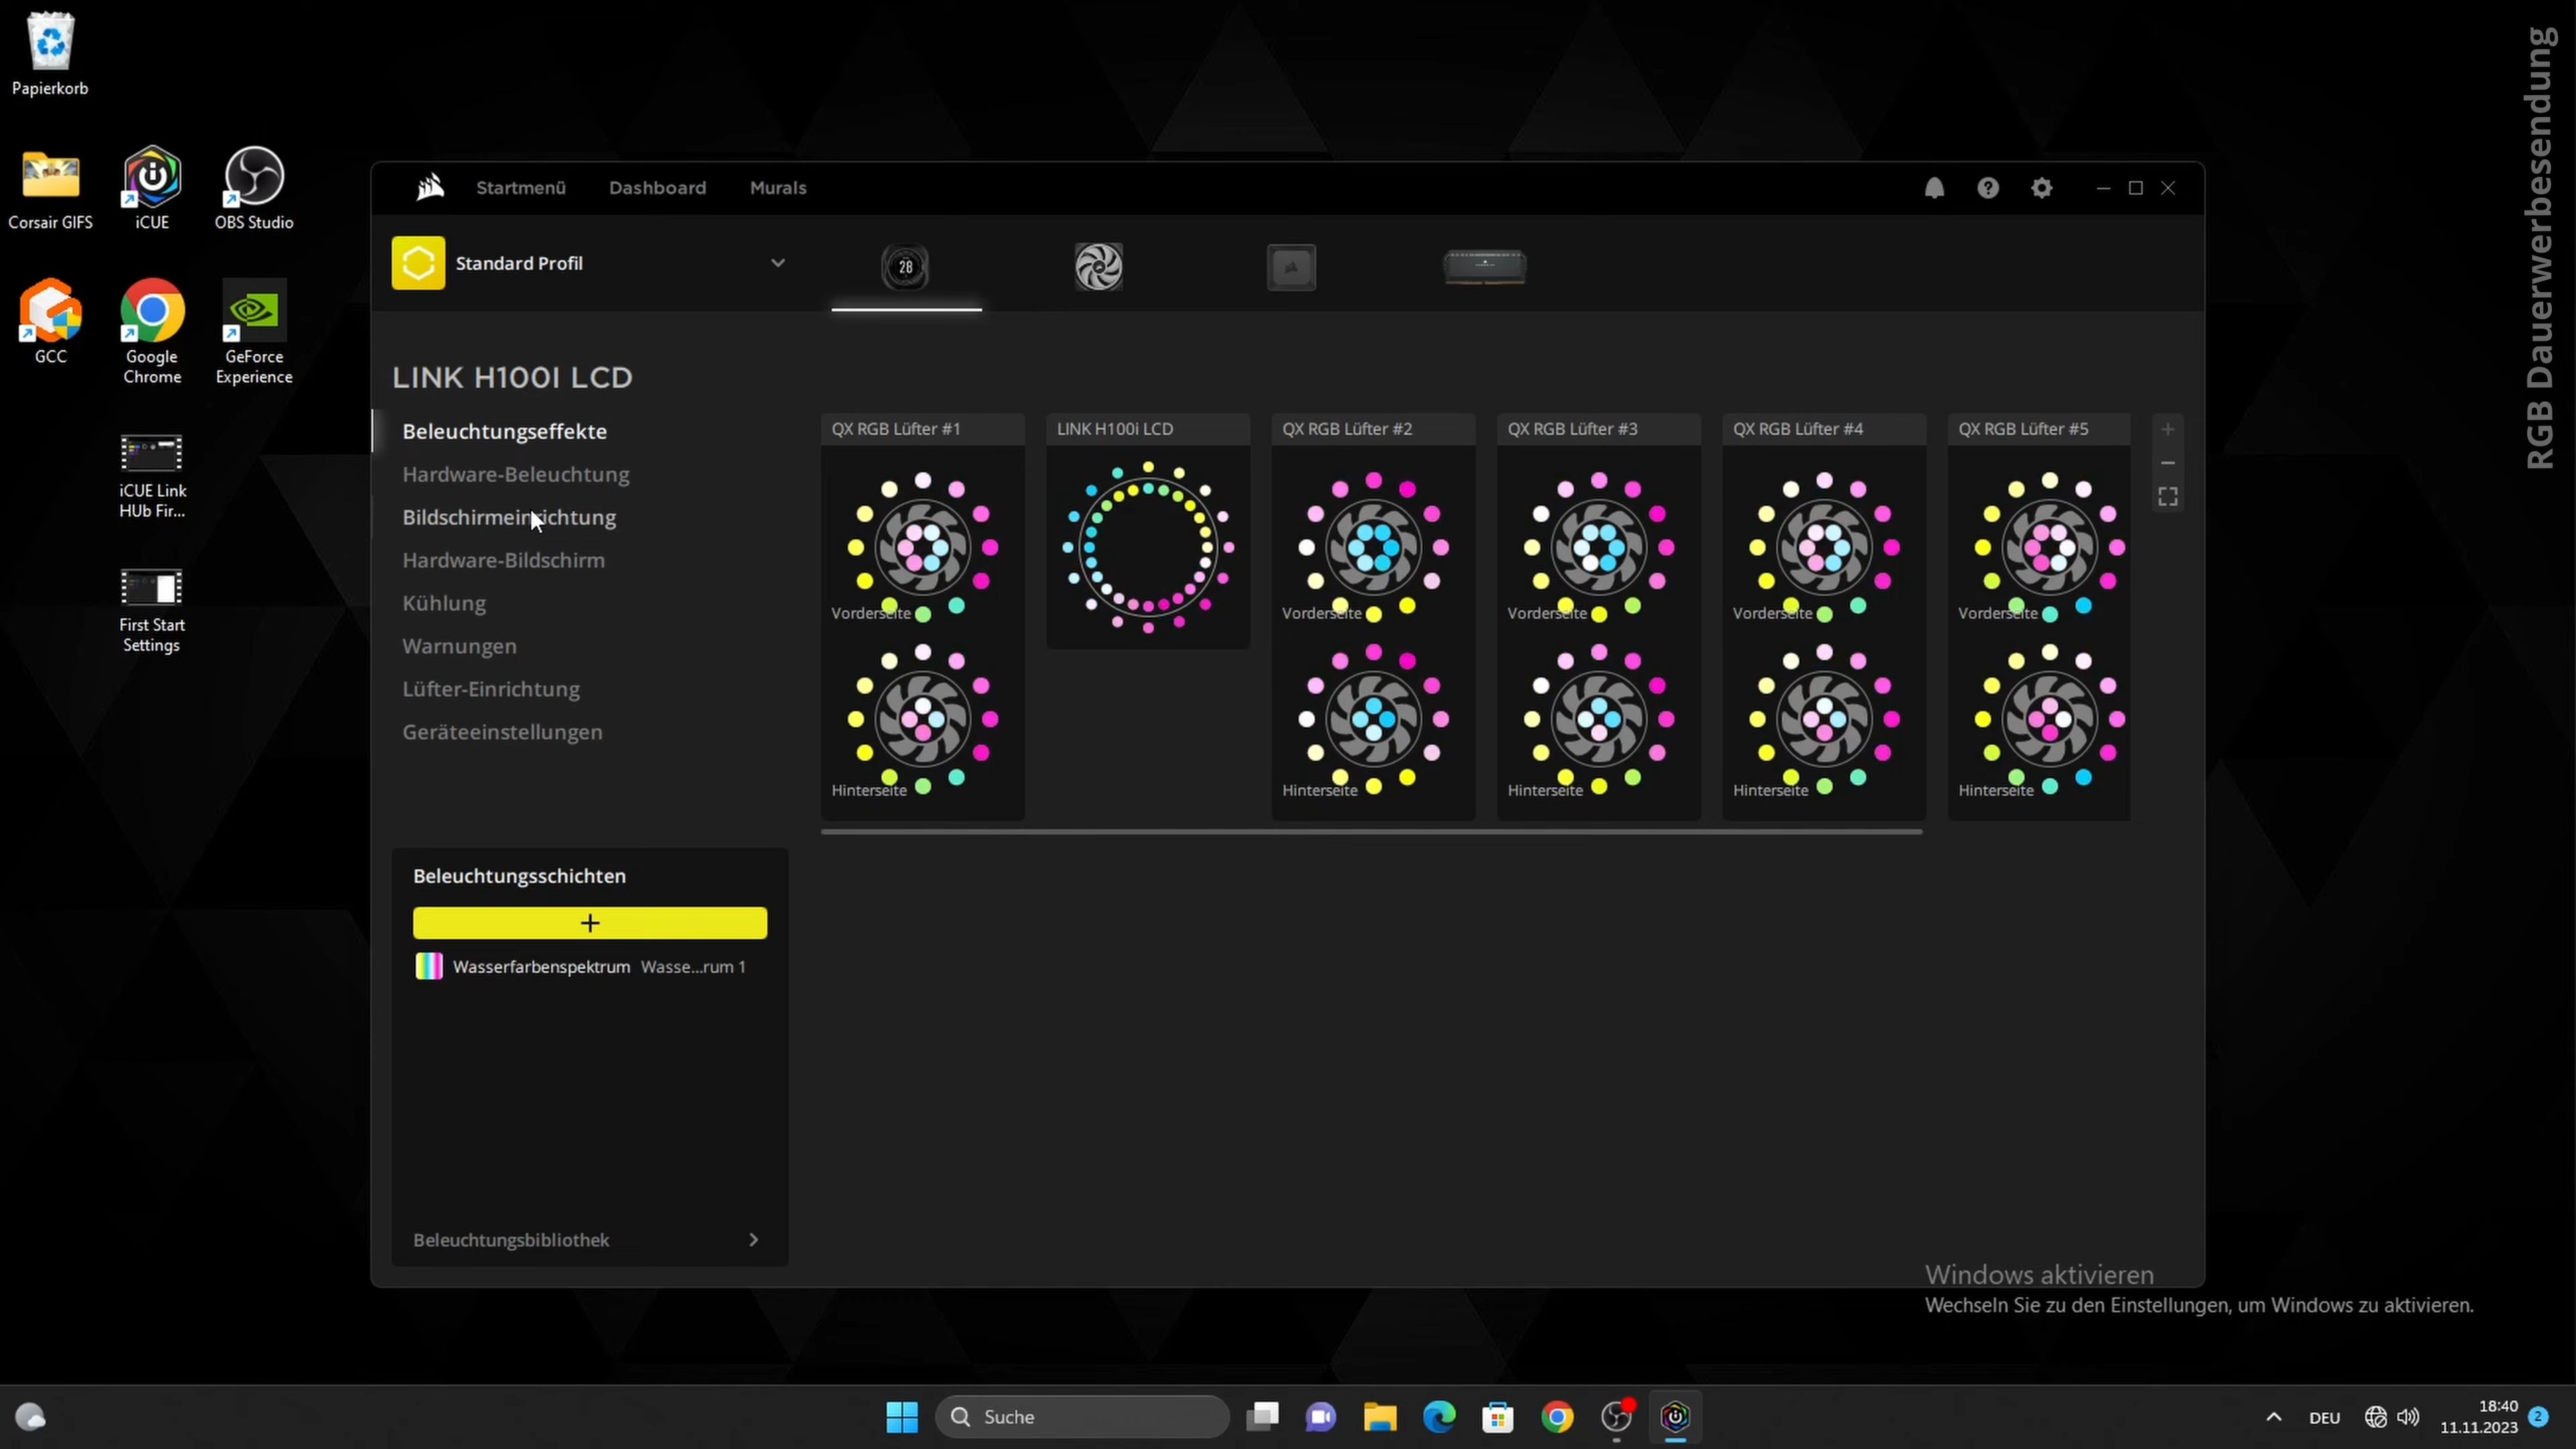 Papierkorb
Corsair GIFS
iCUE
OBS Studio
GCC
Google
Chrome
GeForce
Experience
iCUE Link
HUb Fir...
First Start
Settings
RGB Dauerwerbesendung
Startmenü
Dashboard
Murals
Standard Profil
28
LINK H100I LCD
Beleuchtungseffekte
Hardware-Beleuchtung
Bildschirmeinrichtung
Hardware-Bildschirm
Kühlung
Warnungen
Lüfter-Einrichtung
Geräteeinstellungen
QX RGB Lüfter #1
LINK H100i LCD
QX RGB Lüfter #2
QX RGB Lüfter #3
QX RGB Lüfter #4
QX RGB Lüfter #5
Vorderseite
Vorderseite
Vorderseite
Vorderseite
Vorderseite
Hinterseite
Hinterseite
Hinterseite
Hinterseite
Hinterseite
Beleuchtungsschichten
+
Wasserfarbenspektrum Wasse...rum 1
Beleuchtungsbibliothek
Windows aktivieren
Wechseln Sie zu den Einstellungen, um Windows zu aktivieren.
Suche
DEU
18:40
11.11.2023
2